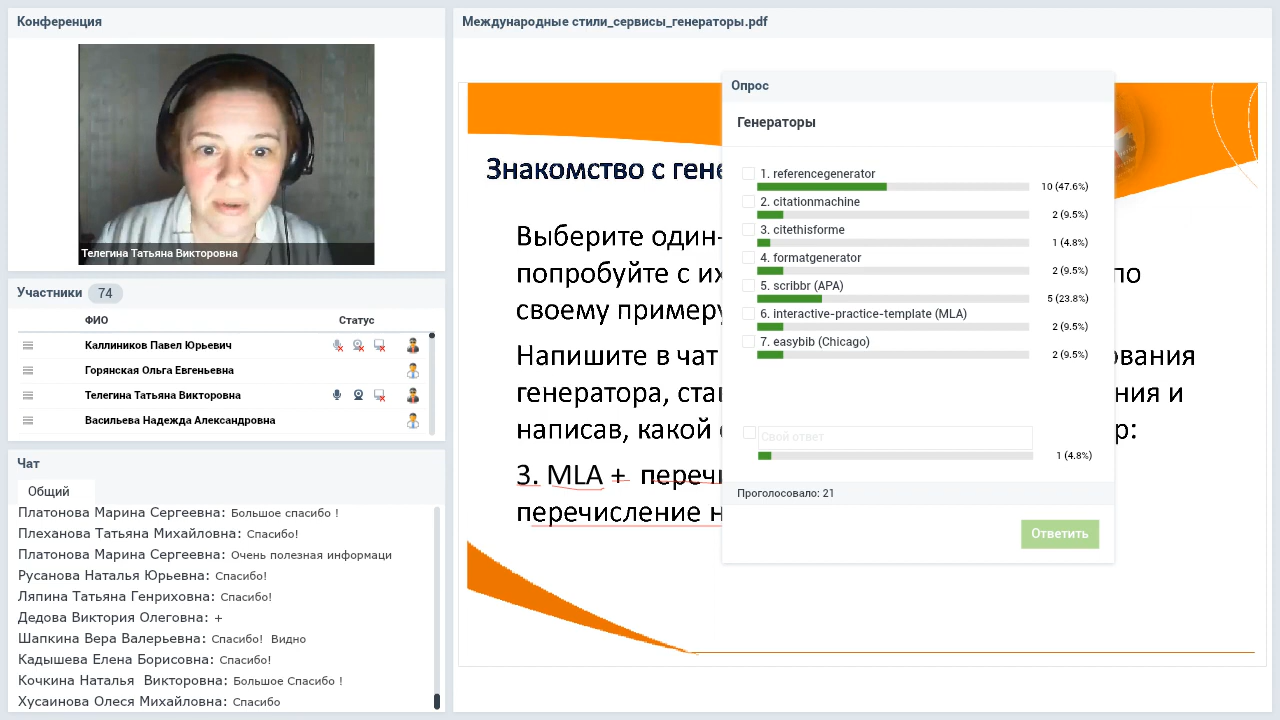 Конференция
Телегина Татьяна Викторовна
Участники 74
ФИО Статус
Каллиников Павел Юрьевич
Горянская Ольга Евгеньевна
Телегина Татьяна Викторовна
Васильева Надежда Александровна
Чат
Общий
Платонова Марина Сергеевна: Большое спасибо !
Плеханова Татьяна Михайловна: Спасибо!
Платонова Марина Сергеевна: Очень полезная информаци
Русанова Наталья Юрьевна: Спасибо!
Ляпина Татьяна Генриховна: Спасибо!
Дедова Виктория Олеговна: +
Шапкина Вера Валерьевна: Спасибо! Видно
Кадышева Елена Борисовна: Спасибо!
Кочкина Наталья Викторовна: Большое Спасибо !
Хусаинова Олеся Михайловна: Спасибо
Международные стили_сервисы_генераторы.pdf
Знакомство с гене
Выберите один-
попробуйте с их по
своему примеру
Напишите в чат ования
генератора, ста ния и
написав, какой р:
3. MLA + переч
перечисление н
Опрос
Генераторы
1. referencegenerator
10 (47.6%)
2. citationmachine
2 (9.5%)
3. citethisforme
1 (4.8%)
4. formatgenerator
2 (9.5%)
5. scribbr (APA)
5 (23.8%)
6. interactive-practice-template (MLA)
2 (9.5%)
7. easybib (Chicago)
2 (9.5%)
Свой ответ
1 (4.8%)
Проголосовало: 21
Ответить